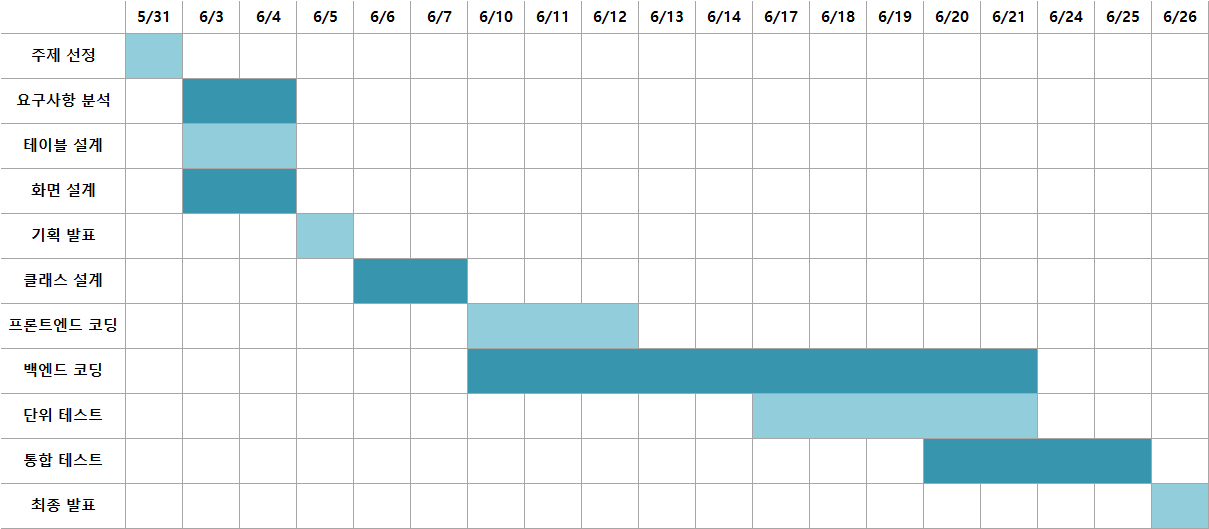 5/31 6/3 6/4 6/5 6/6 6/7 6/10 6/11 6/12 6/13 6/14 6/17 6/18 6/19 6/20 6/21 6/24 6/25 6/26
주제 선정
요구사항 분석
테이블 설계
화면 설계
기획 발표
클래스 설계
프론트엔드 코딩
백엔드 코딩
단위 테스트
통합 테스트
최종 발표